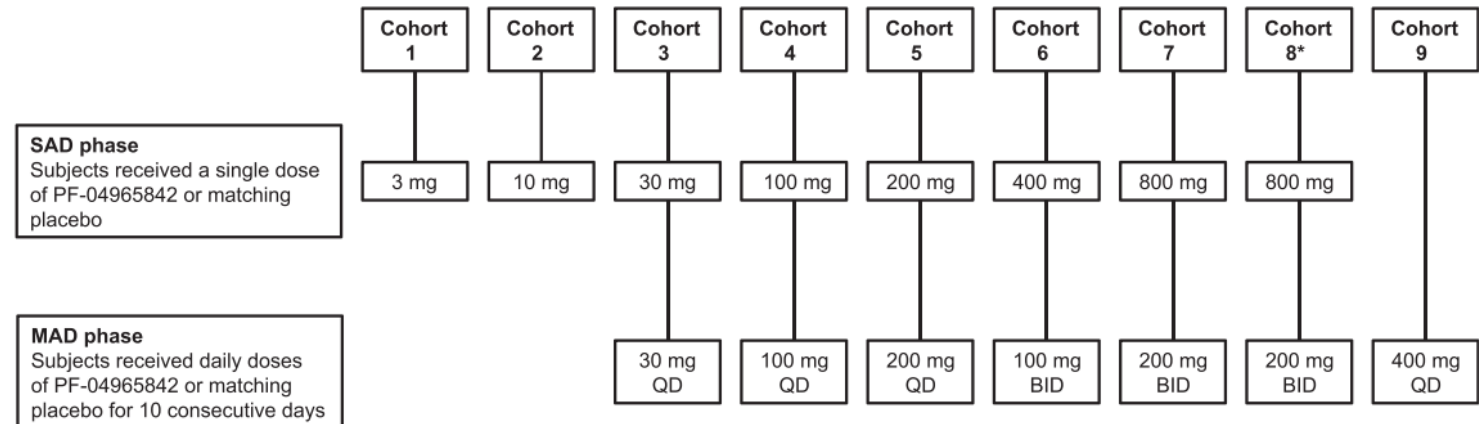 Cohort
1
Cohort
2
Cohort
3
Cohort
4
Cohort
5
Cohort
6
Cohort
7
Cohort
8*
Cohort
9
SAD phase
Subjects received a single dose
of PF-04965842 or matching
placebo
3 mg
10 mg
30 mg
100 mg
200 mg
400 mg
800 mg
800 mg
MAD phase
Subjects received daily doses
of PF-04965842 or matching
placebo for 10 consecutive days
30 mg
QD
100 mg
QD
200 mg
QD
100 mg
BID
200 mg
BID
200 mg
BID
400 mg
QD